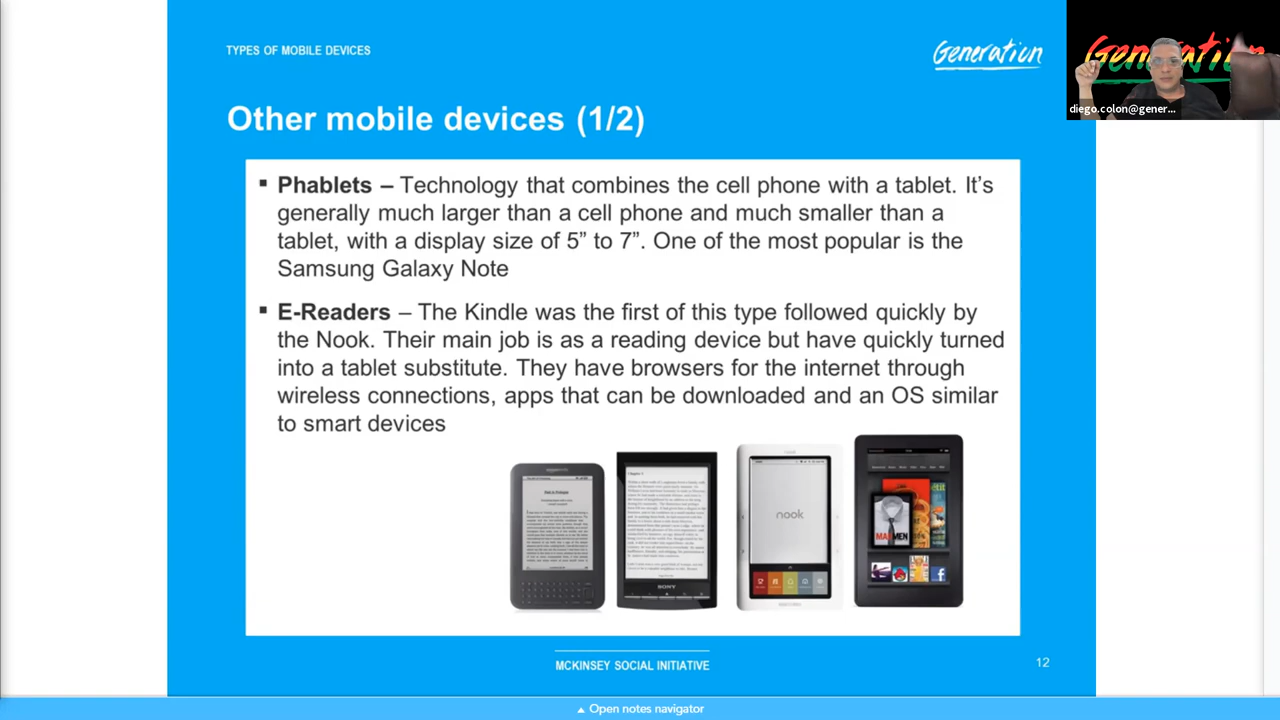 TYPES OF MOBILE DEVICES
Generation
Generation
diego.colon@gener...
Other mobile devices (1/2)
▪ Phablets – Technology that combines the cell phone with a tablet. It’s
generally much larger than a cell phone and much smaller than a
tablet, with a display size of 5” to 7”. One of the most popular is the
Samsung Galaxy Note
▪ E-Readers – The Kindle was the first of this type followed quickly by
the Nook. Their main job is as a reading device but have quickly turned
into a tablet substitute. They have browsers for the internet through
wireless connections, apps that can be downloaded and an OS similar
to smart devices
SONY
nook
MCKINSEY SOCIAL INITIATIVE
12
Open notes navigator